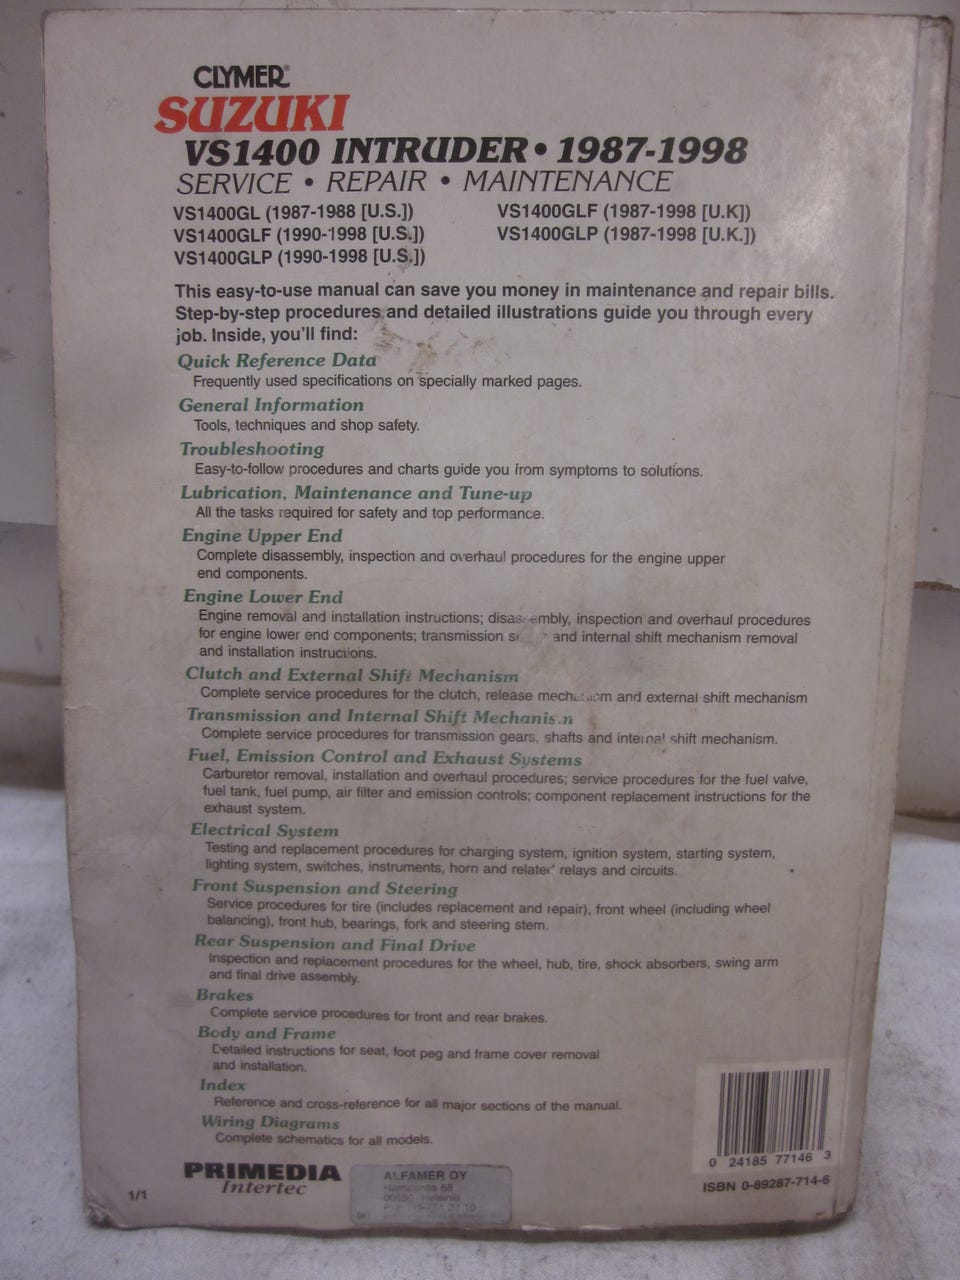 CLYMER®
SUZUKI
VS1400 INTRUDER • 1987-1998
SERVICE • REPAIR • MAINTENANCE
VS1400GL (1987-1988 [U.S.])
VS1400GLF (1990-1998 [U.S.])
VS1400GLP (1990-1998 [U.S.])
VS1400GLF (1987-1998 [U.K])
VS1400GLP (1987-1998 [U.K.])
This easy-to-use manual can save you money in maintenance and repair bills.
Step-by-step procedures and detailed illustrations guide you through every
job. Inside, you'll find:
Quick Reference Data
Frequently used specifications on specially marked pages.
General Information
Tools, techniques and shop safety.
Troubleshooting
Easy-to-follow procedures and charts guide you from symptoms to solutions.
Lubrication, Maintenance and Tune-up
All the tasks required for safety and top performance.
Engine Upper End
Complete disassembly, inspection and overhaul procedures for the engine upper
end components.
Engine Lower End
Engine removal and installation instructions; disassembly, inspection and overhaul procedures
for engine lower end components; transmission and internal shift mechanism removal
and installation instructions.
Clutch and External Shift Mechanism
Complete service procedures for the clutch, release mechanism and external shift mechanism
Transmission and Internal Shift Mechanism
Complete service procedures for transmission gears, shafts and internal shift mechanism.
Fuel, Emission Control and Exhaust Systems
Carburetor removal, installation and overhaul procedures; service procedures for the fuel valve,
fuel tank, fuel pump, air filter and emission controls; component replacement instructions for the
exhaust system.
Electrical System
Testing and replacement procedures for charging system, ignition system, starting system,
lighting system, switches, instruments, horn and related relays and circuits.
Front Suspension and Steering
Service procedures for tire (includes replacement and repair), front wheel (including wheel
balancing), front hub, bearings, fork and steering stem.
Rear Suspension and Final Drive
Inspection and replacement procedures for the wheel, hub, tire, shock absorbers, swing arm
and final drive assembly.
Brakes
Complete service procedures for front and rear brakes.
Body and Frame
Detailed instructions for seat, foot peg and frame cover removal
and installation.
Index
Reference and cross-reference for all major sections of the manual.
Wiring Diagrams
Complete schematics for all models.
PRIMEDIA
Intertec
1/1
ALFAMER OY
Helsinki
0 24185 77146 3
ISBN 0-89287-714-6